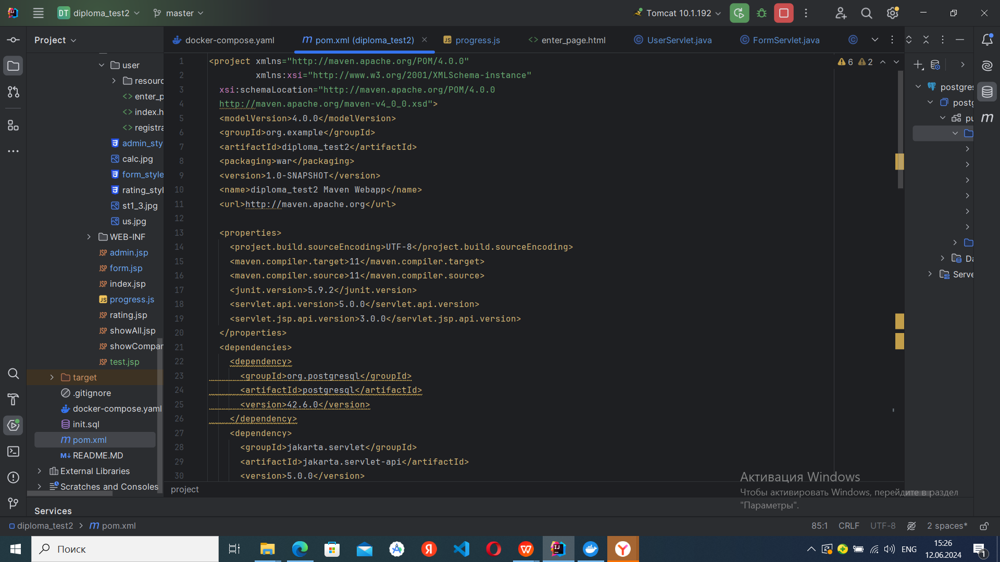 DT diploma_test2
master
Tomcat 10.1.192
Project
docker-compose.yaml
pom.xml (diploma_test2)
progress.js
enter_page.html
UserServlet.java
FormServlet.java
user
resourc
enter_p
index.h
registra
admin_sty
calc.jpg
form_style
rating_styl
st1_3.jpg
us.jpg
WEB-INF
admin.jsp
form.jsp
index.jsp
progress.js
rating.jsp
showAll.jsp
showCompar
test.jsp
target
.gitignore
docker-compose.yaml
init.sql
pom.xml
README.MD
External Libraries
Scratches and Consoles
1 <project xmlns="http://maven.apache.org/POM/4.0.0"
2 xmlns:xsi="http://www.w3.org/2001/XMLSchema-instance"
3 xsi:schemaLocation="http://maven.apache.org/POM/4.0.0
4 http://maven.apache.org/maven-v4_0_0.xsd">
5 <modelVersion>4.0.0</modelVersion>
6 <groupId>org.example</groupId>
7 <artifactId>diploma_test2</artifactId>
8 <packaging>war</packaging>
9 <version>1.0-SNAPSHOT</version>
10 <name>diploma_test2 Maven Webapp</name>
11 <url>http://maven.apache.org</url>
12
13 <properties>
14 <project.build.sourceEncoding>UTF-8</project.build.sourceEncoding>
15 <maven.compiler.target>11</maven.compiler.target>
16 <maven.compiler.source>11</maven.compiler.source>
17 <junit.version>5.9.2</junit.version>
18 <servlet.api.version>5.0.0</servlet.api.version>
19 <servlet.jsp.api.version>3.0.0</servlet.jsp.api.version>
20 </properties>
21 <dependencies>
22 <dependency>
23 <groupId>org.postgresql</groupId>
24 <artifactId>postgresql</artifactId>
25 <version>42.6.0</version>
26 </dependency>
27 <dependency>
28 <groupId>jakarta.servlet</groupId>
29 <artifactId>jakarta.servlet-api</artifactId>
30 <version>5.0.0</version>
6 2
postgres
postg
pu
Da
Serve
project
Активация Windows
Чтобы активировать Windows, перейдите в раздел
"Параметры".
Services
diploma_test2 > pom.xml
85:1 CRLF UTF-8 2 spaces*
Поиск
ENG
15:26
12.06.2024
1